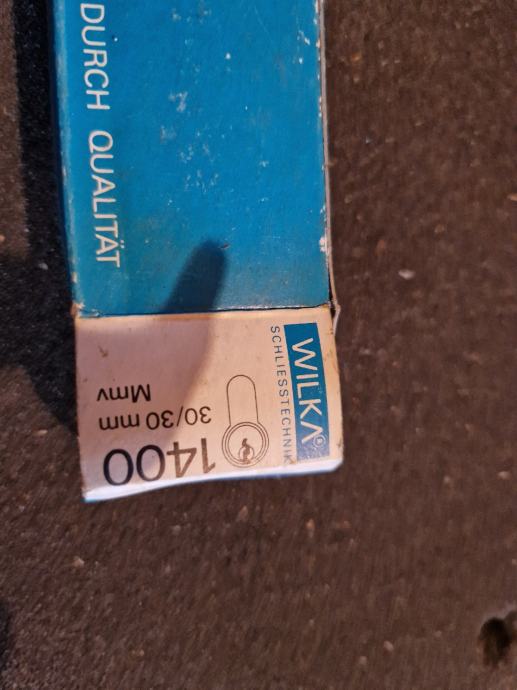 DURCH QUALITÄT
WILKA®
SCHLIESSTECHNIK
1400
30/30 mm
Mmv